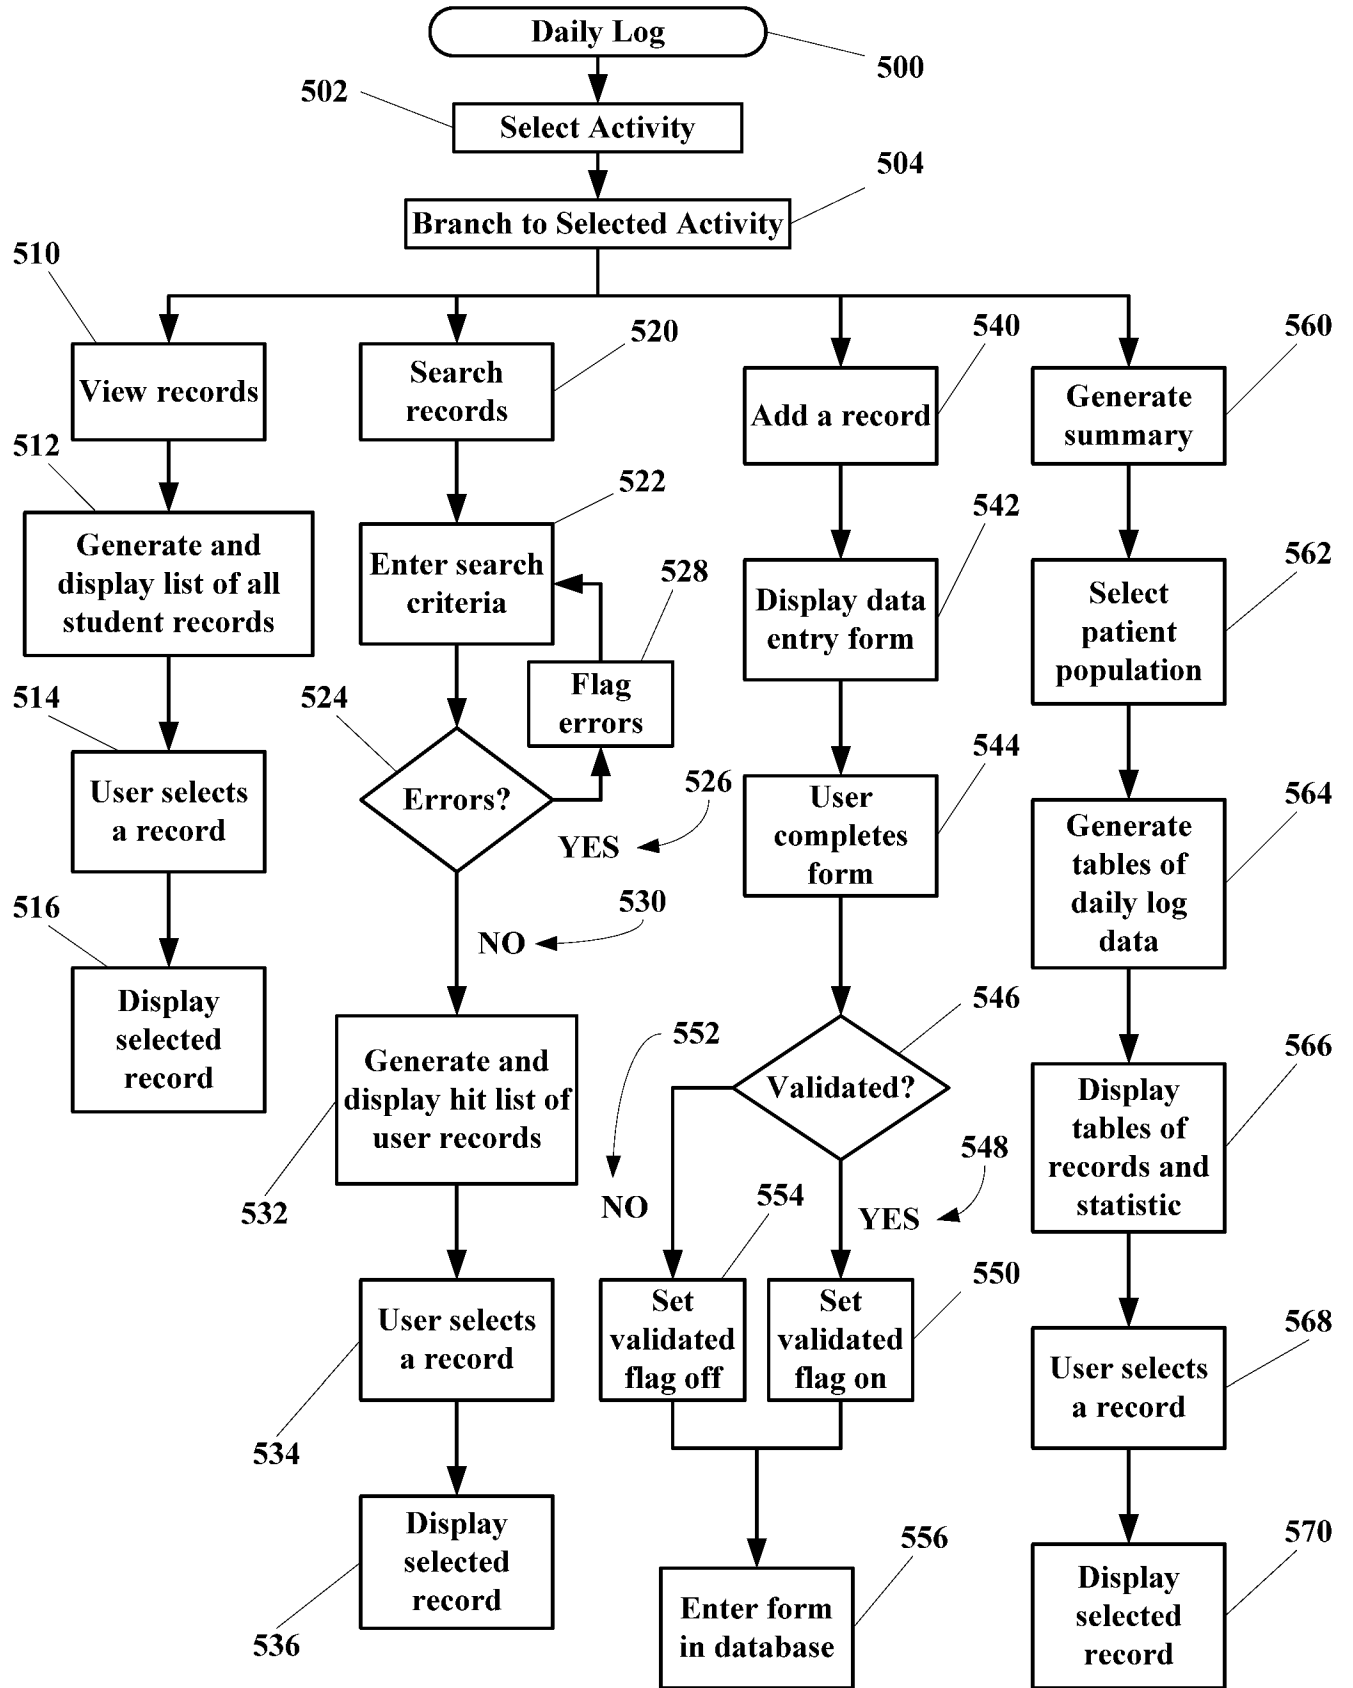 Daily Log
500
502
Select Activity
504
Branch to Selected Activity
510
View records
512
Generate and
display list of all
student records
514
User selects
a record
516
Display
selected
record
520
Search
records
522
Enter search
criteria
528
Flag
errors
524
Errors?
526
YES
530
NO
Generate and
display hit list of
user records
532
User selects
a record
534
Display
selected
record
536
540
Add a record
542
Display data
entry form
544
User
completes
form
546
Validated?
552
NO
548
YES
554
Set
validated
flag off
550
Set
validated
flag on
556
Enter form
in database
560
Generate
summary
562
Select
patient
population
564
Generate
tables of
daily log
data
566
Display
tables of
records and
statistic
568
User selects
a record
570
Display
selected
record